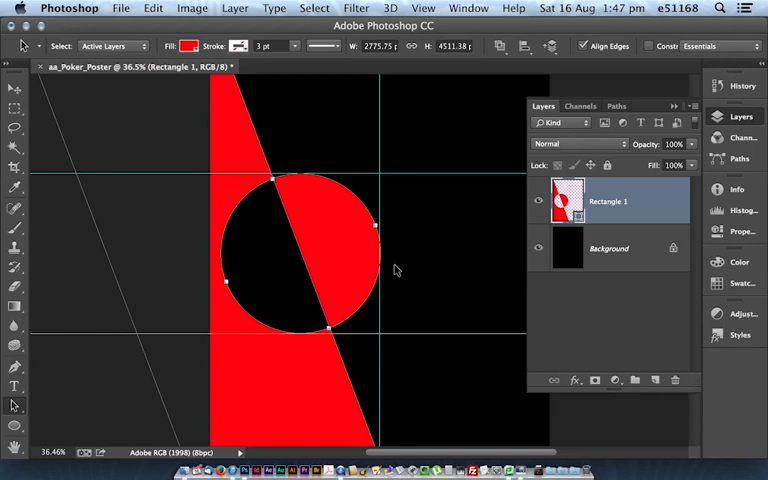 Photoshop File Edit Image Layer Type Select Filter 3D View Window Help Sat 16 Aug 1:47 pm e51168
Adobe Photoshop CC
Select: Active Layers Fill: Stroke: 3 pt W: 2775.75 p H: 4511.38 p Align Edges Constr Essentials
aa_Poker_Poster @ 36.5% (Rectangle 1, RGB/8) *
History
Layers
Chann...
Paths
Info
Histog...
Prope...
Color
Swatc...
Adjust...
Styles
Layers Channels Paths
Kind
Normal Opacity: 100%
Lock: Fill: 100%
Rectangle 1
Background
36.46% Adobe RGB (1998) (8bpc)